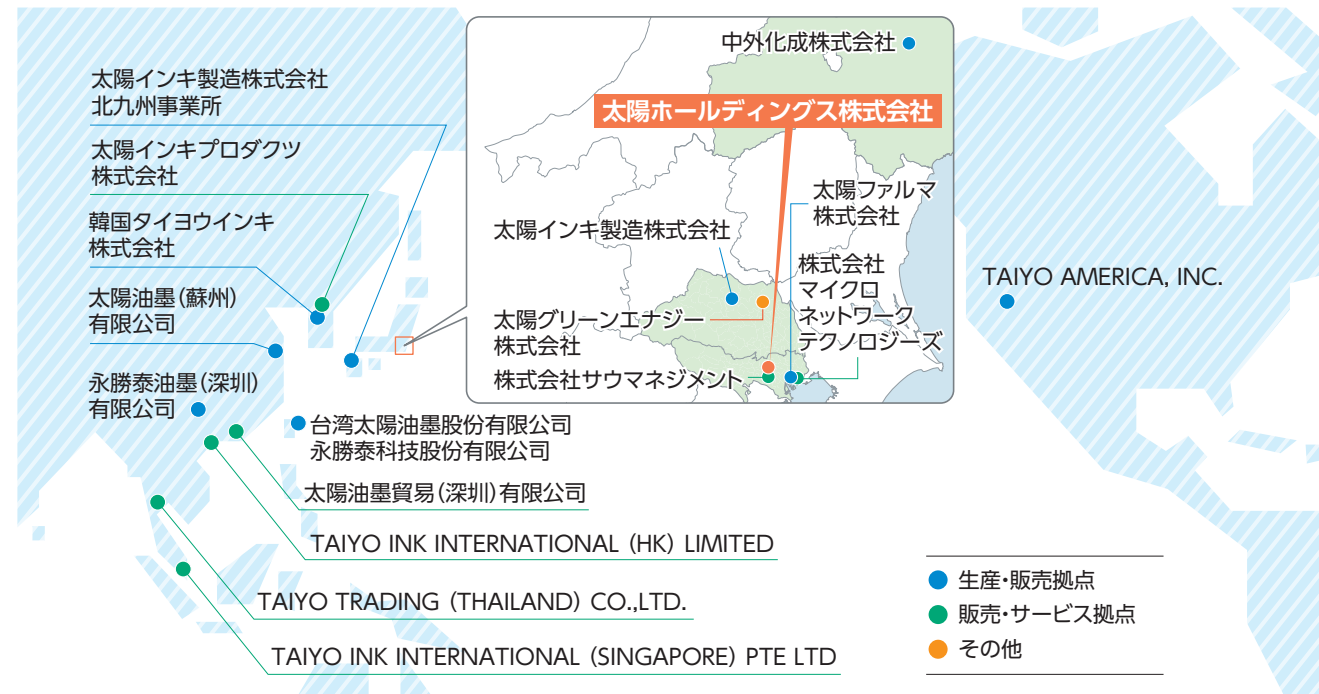 太陽インキ製造株式会社
北九州事業所
太陽インキプロダクツ
株式会社
韓国タイヨウインキ
株式会社
太陽油墨(蘇州)
有限公司
永勝泰油墨(深圳)
有限公司
中外化成株式会社
太陽ホールディングス株式会社
太陽ファルマ
株式会社
太陽インキ製造株式会社
株式会社
マイクロ
ネットワーク
テクノロジーズ
太陽グリーンエナジー
株式会社
株式会社サウマネジメント
TAIYO AMERICA, INC.
台湾太陽油墨股份有限公司
永勝泰科技股份有限公司
太陽油墨貿易(深圳)有限公司
TAIYO INK INTERNATIONAL (HK) LIMITED
TAIYO TRADING (THAILAND) CO.,LTD.
TAIYO INK INTERNATIONAL (SINGAPORE) PTE LTD
生産・販売拠点
販売・サービス拠点
その他